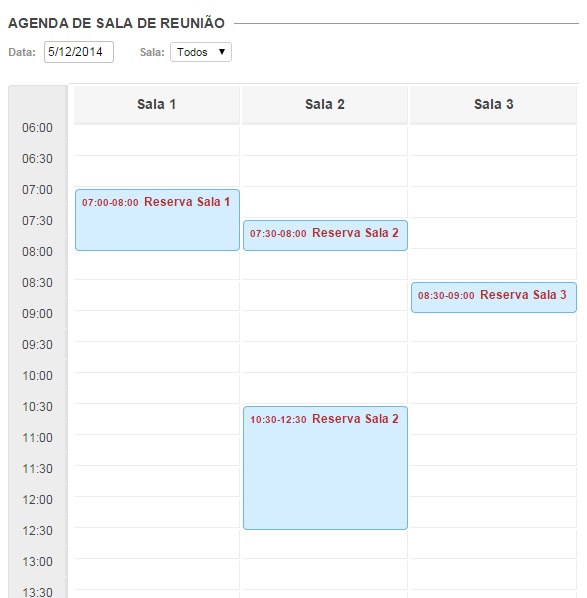 AGENDA DE SALA DE REUNIÃO
Data: 5/12/2014 Sala: Todos ▼
Sala 1 Sala 2 Sala 3
06:00
06:30
07:00
07:00-08:00 Reserva Sala 1
07:30
07:30-08:00 Reserva Sala 2
08:00
08:30
08:30-09:00 Reserva Sala 3
09:00
09:30
10:00
10:30
10:30-12:30 Reserva Sala 2
11:00
11:30
12:00
12:30
13:00
13:30